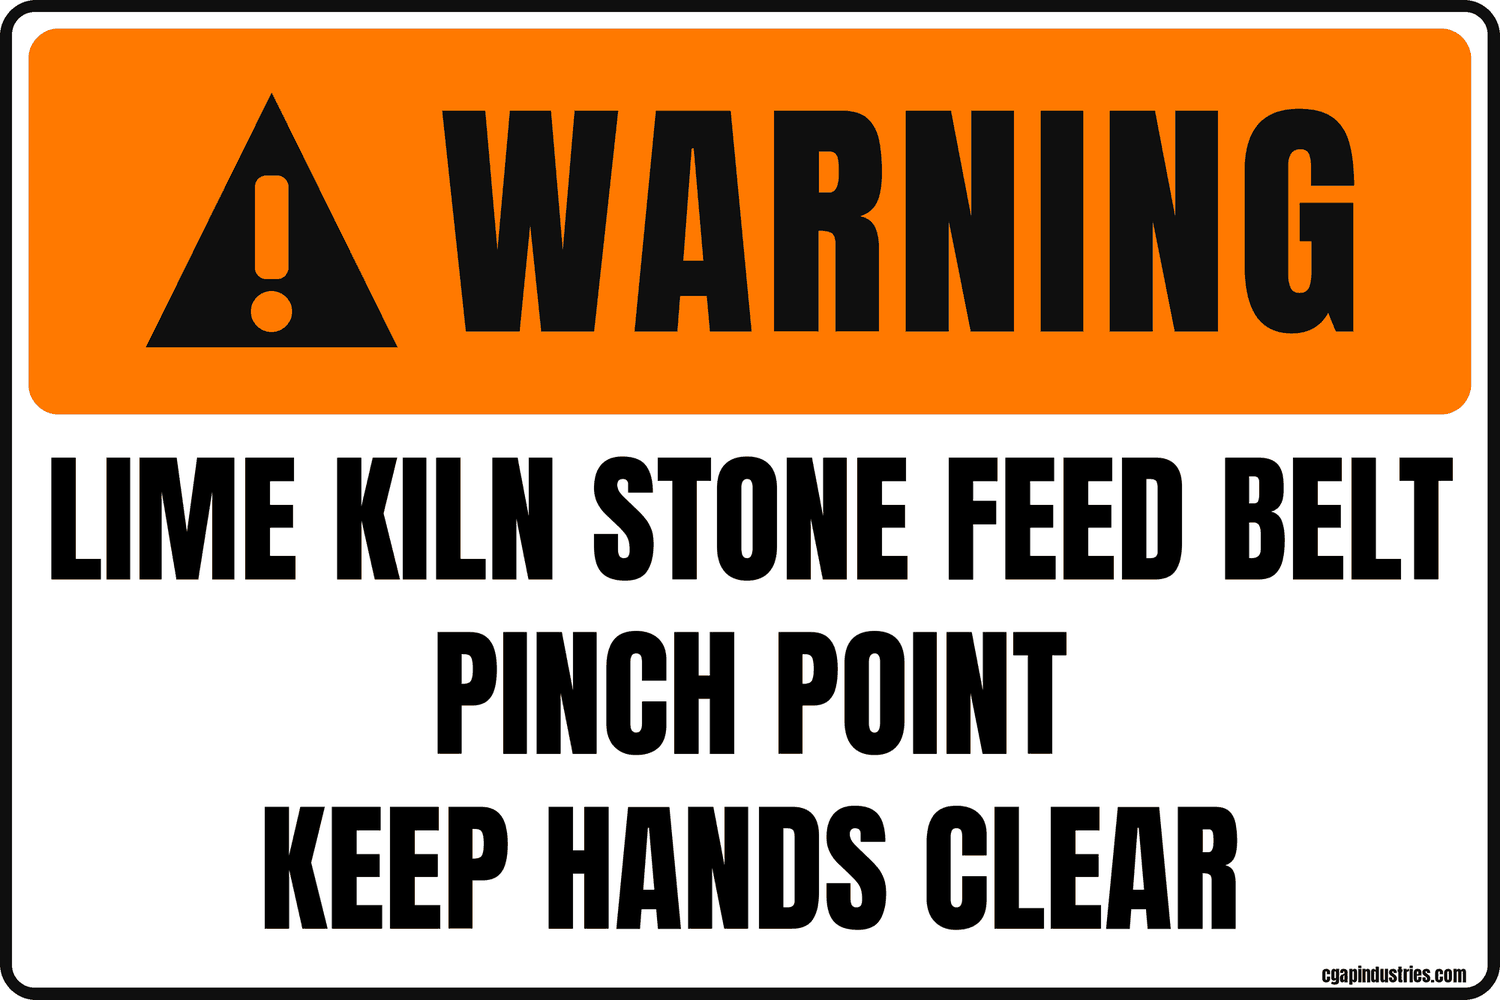 WARNING
LIME KILN STONE FEED BELT
PINCH POINT
KEEP HANDS CLEAR
cgapindustries.com